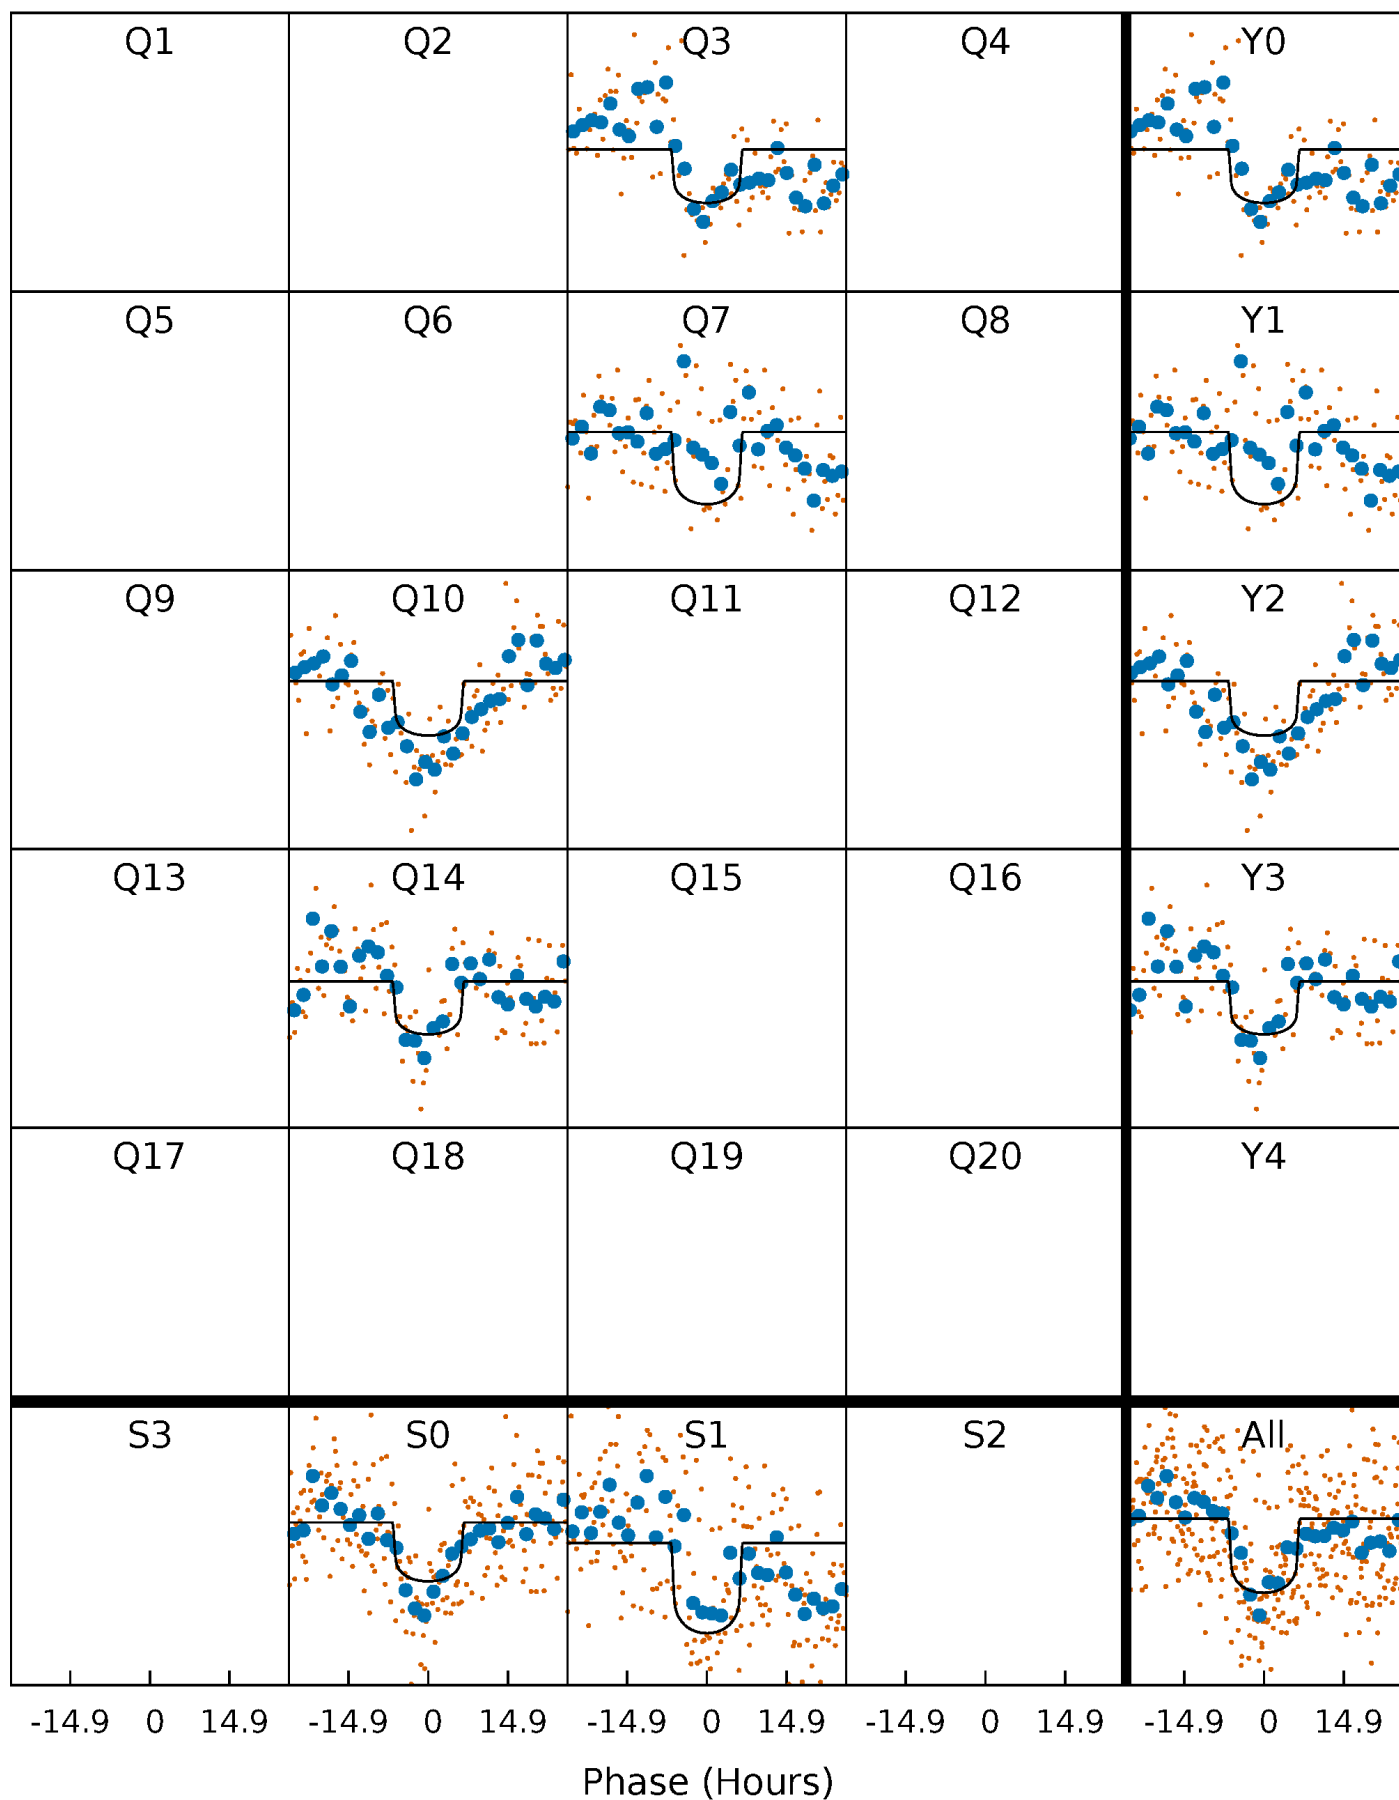 Q1 Q2 Q3 Q4 Y0
Q5 Q6 Q7 Q8 Y1
Q9 Q10 Q11 Q12 Y2
Q13 Q14 Q15 Q16 Y3
Q17 Q18 Q19 Q20 Y4
S3 S0 S1 S2 All
-14.9 0 14.9 -14.9 0 14.9 -14.9 0 14.9 -14.9 0 14.9 -14.9 0 14.9
Phase (Hours)